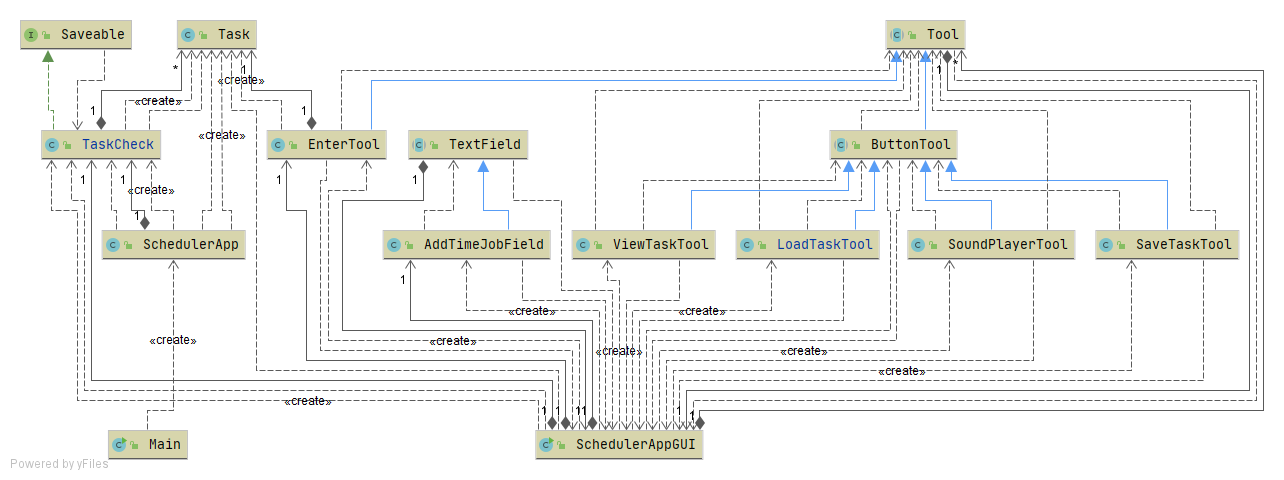 Saveable
Task
Tool
*
1
1
*
«create»
«create»
1
1
«create»
TaskCheck
EnterTool
TextField
ButtonTool
1
1
«create»
1
1
1
SchedulerApp
AddTimeJobField
ViewTaskTool
LoadTaskTool
SoundPlayerTool
SaveTaskTool
1
«create»
«create»
«create»
«create»
«create»
«create»
«create»
«create»
1
1
1
1
1
1
Main
SchedulerAppGUI
Powered by yFiles